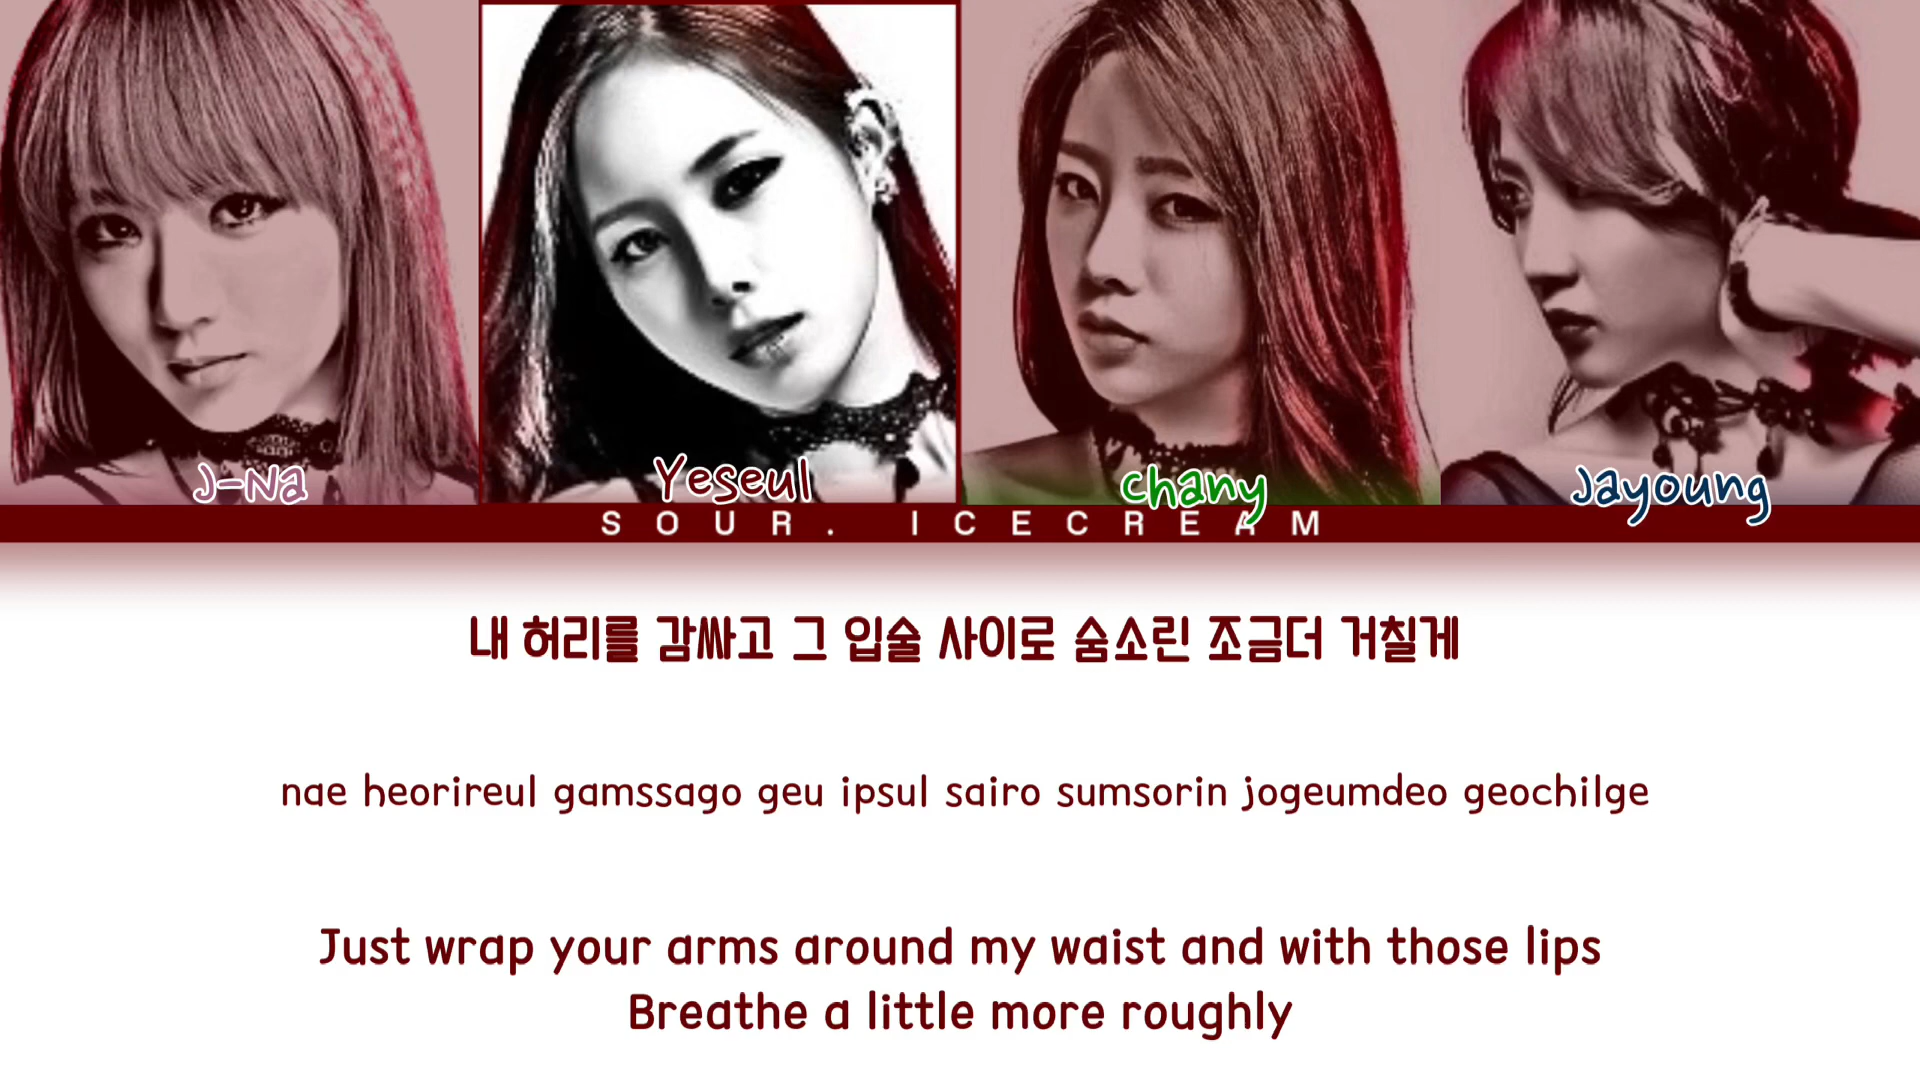 J-Na
Yeseul
chany
Jayoung
SOUR. ICECREAM
내 허리를 감싸고 그 입술 사이로 숨소린 조금더 거칠게
nae heorireul gamssago geu ipsul sairo sumsorin jogeumdeo geochilge
Just wrap your arms around my waist and with those lips
Breathe a little more roughly